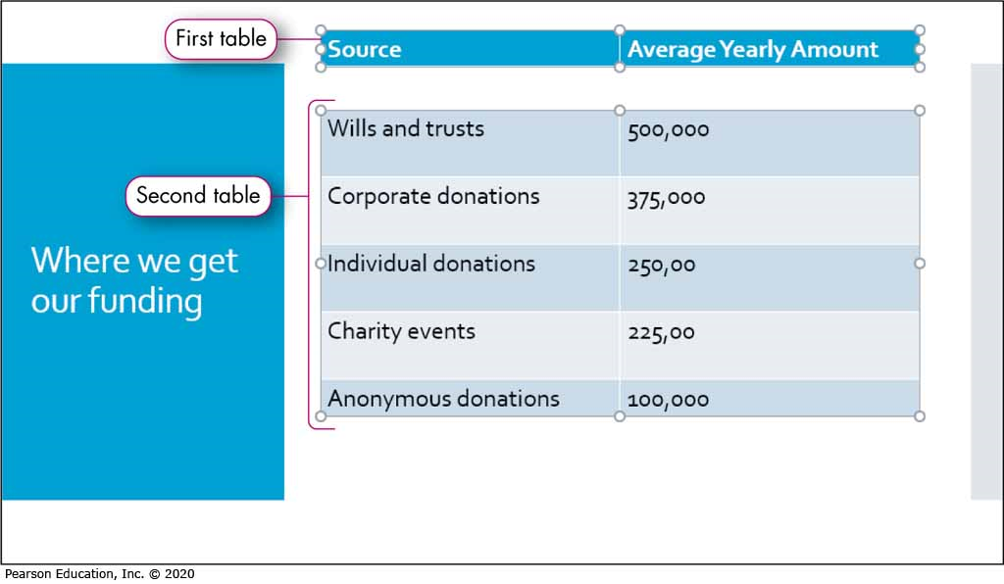 First table
Source
Average Yearly Amount
Second table
Where we get
our funding
Wills and trusts
500,000
Corporate donations
375,000
Individual donations
250,00
Charity events
225,00
Anonymous donations
100,000
Pearson Education, Inc. © 2020